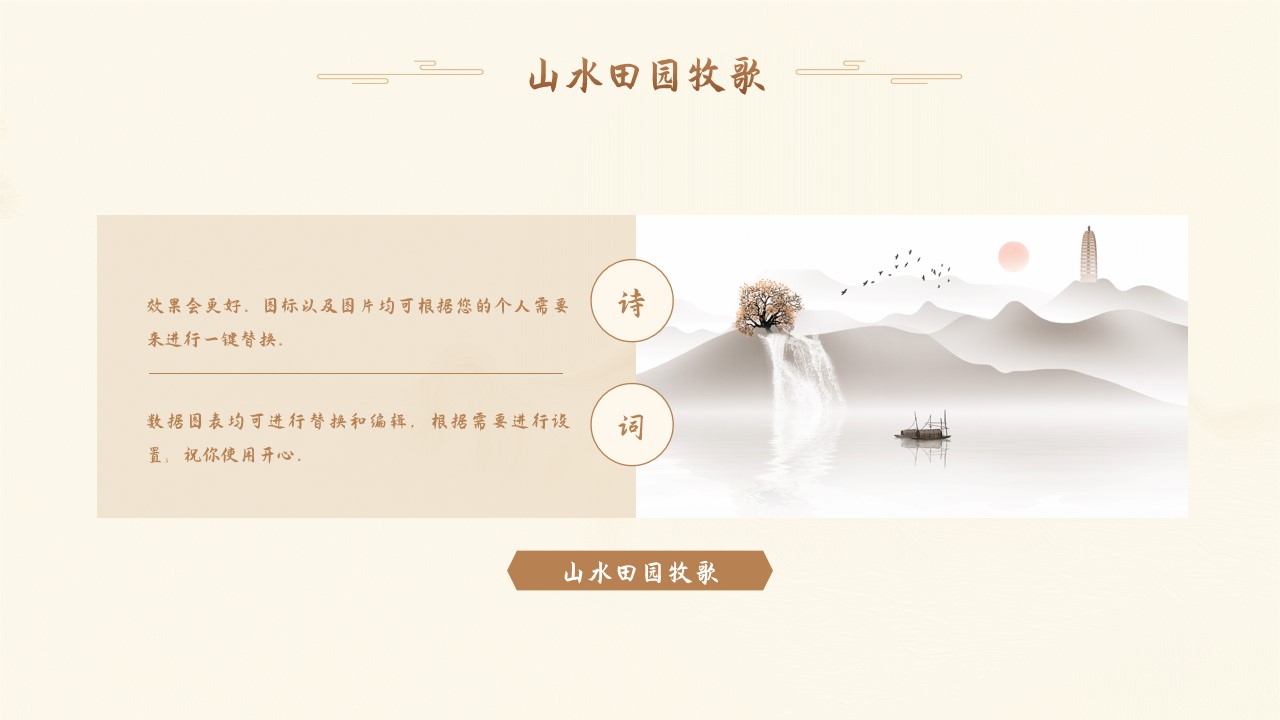 山水田园牧歌
效果会更好．图标以及图片均可根据您的个人需要
来进行一键替换．
诗
数据图表均可进行替换和编辑，根据需要进行设
置。祝你使用开心．
词
山水田园牧歌